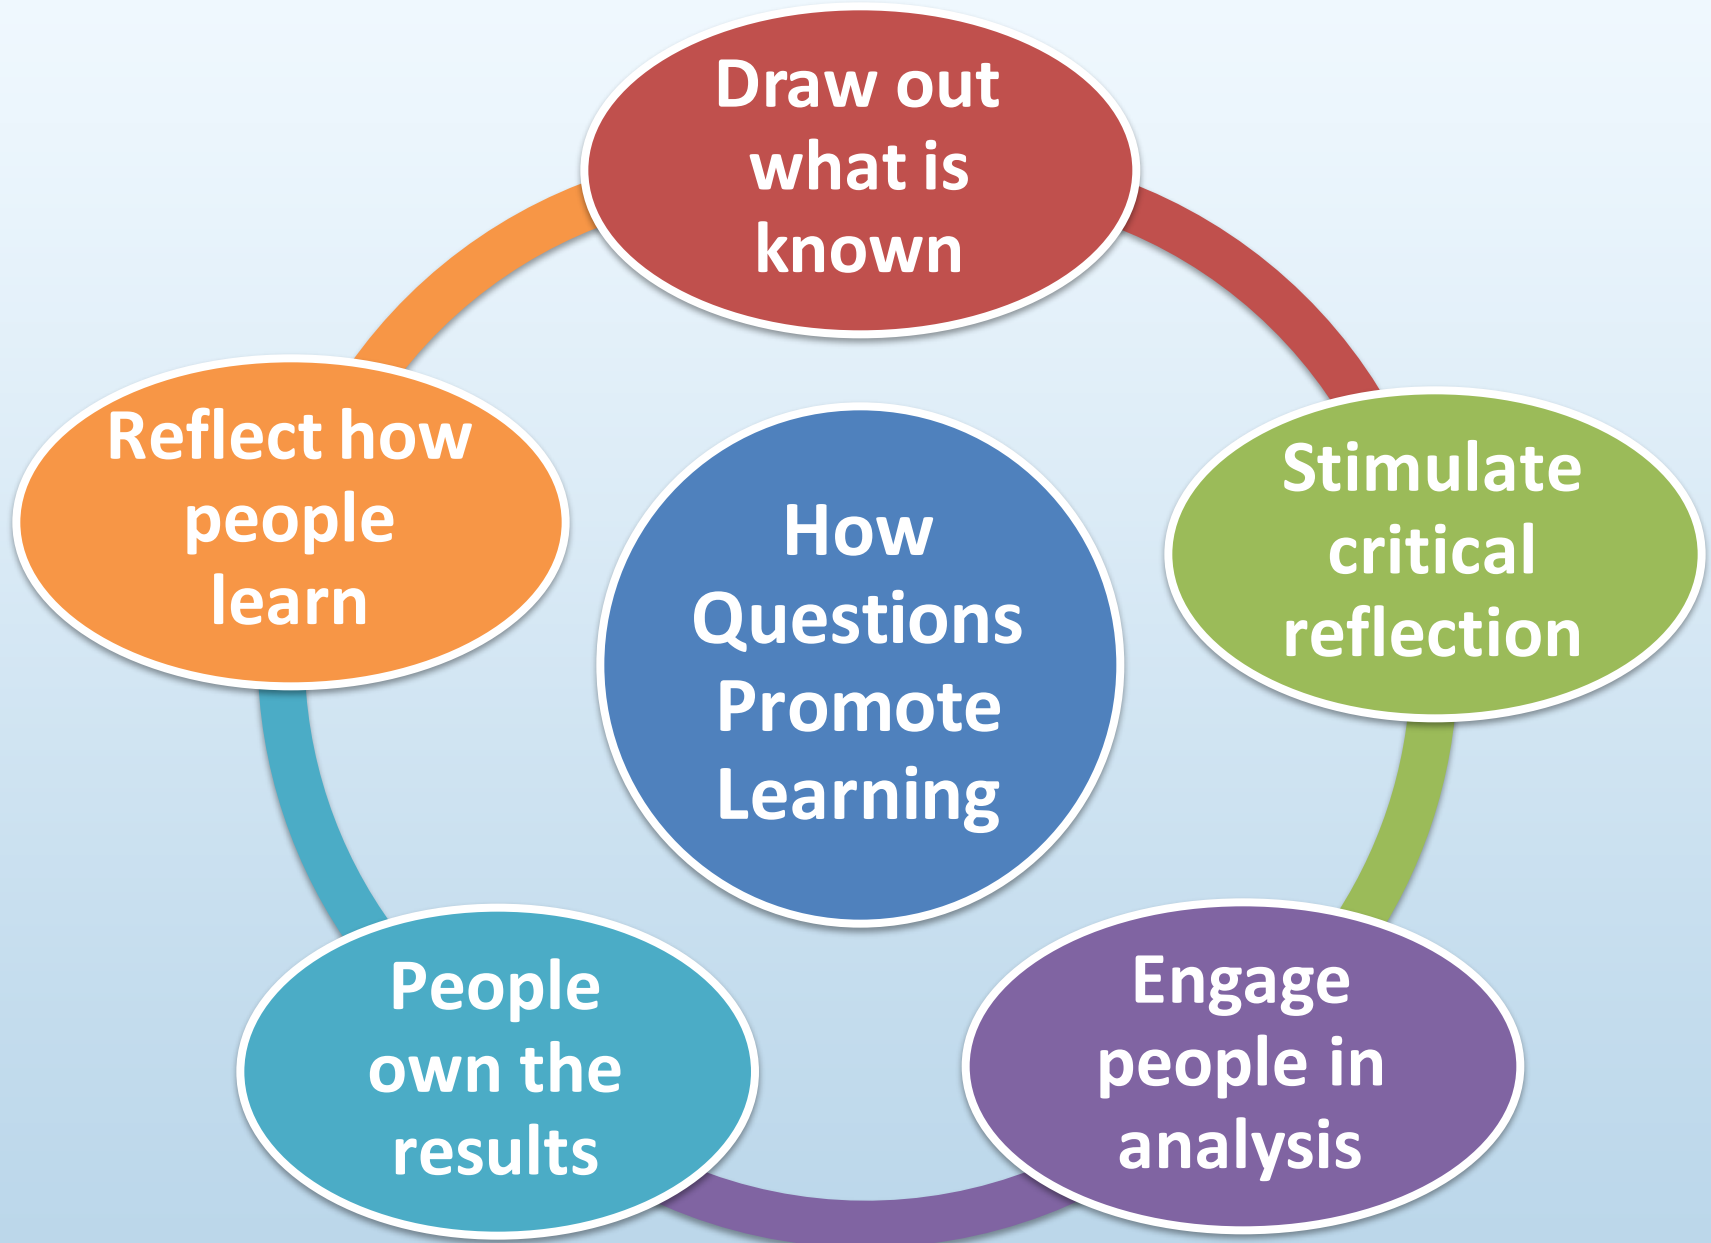 Draw out
what is
known
Stimulate
critical
reflection
Engage
people in
analysis
People
own the
results
Reflect how
people
learn
How
Questions
Promote
Learning